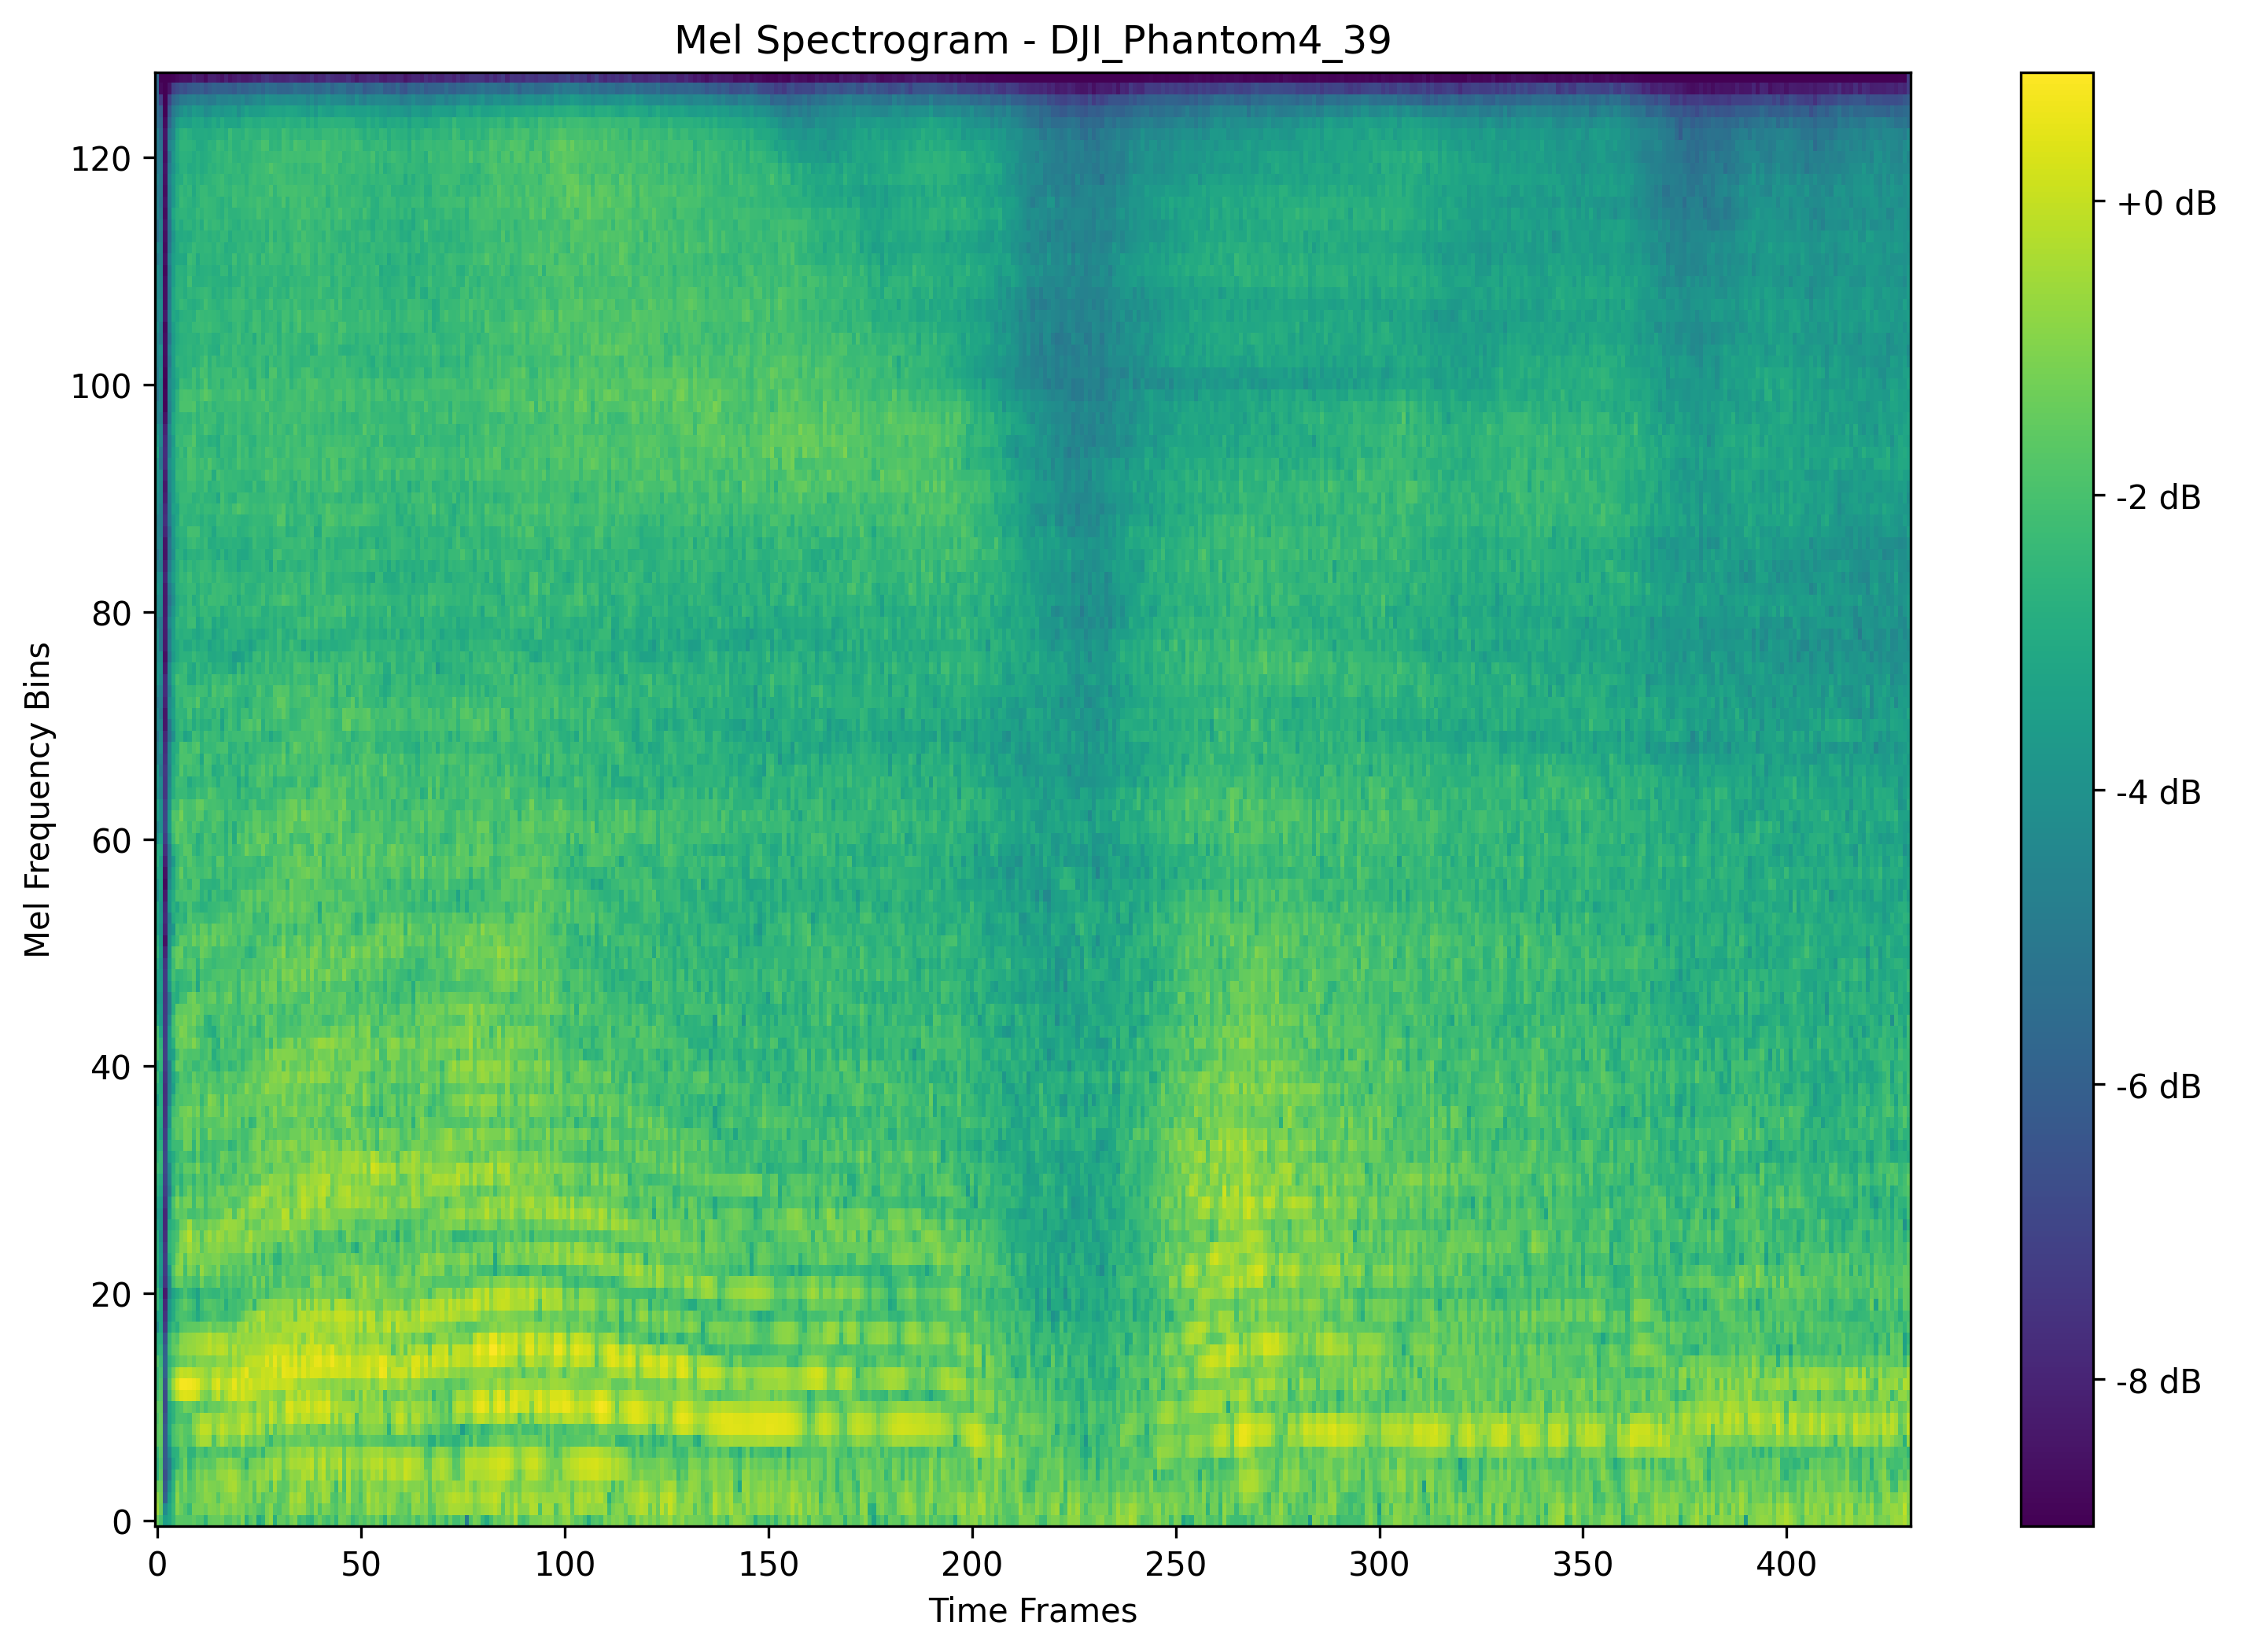 Mel Spectrogram - DJI_Phantom4_39
Mel Frequency Bins
120
100
80
60
40
20
0
0 50 100 150 200 250 300 350 400
Time Frames
+0 dB
-2 dB
-4 dB
-6 dB
-8 dB